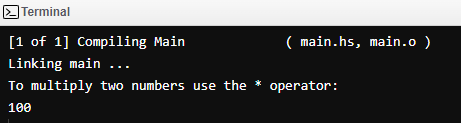 Terminal
[1 of 1] Compiling Main             ( main.hs, main.o )
Linking main ...
To multiply two numbers use the * operator:
100